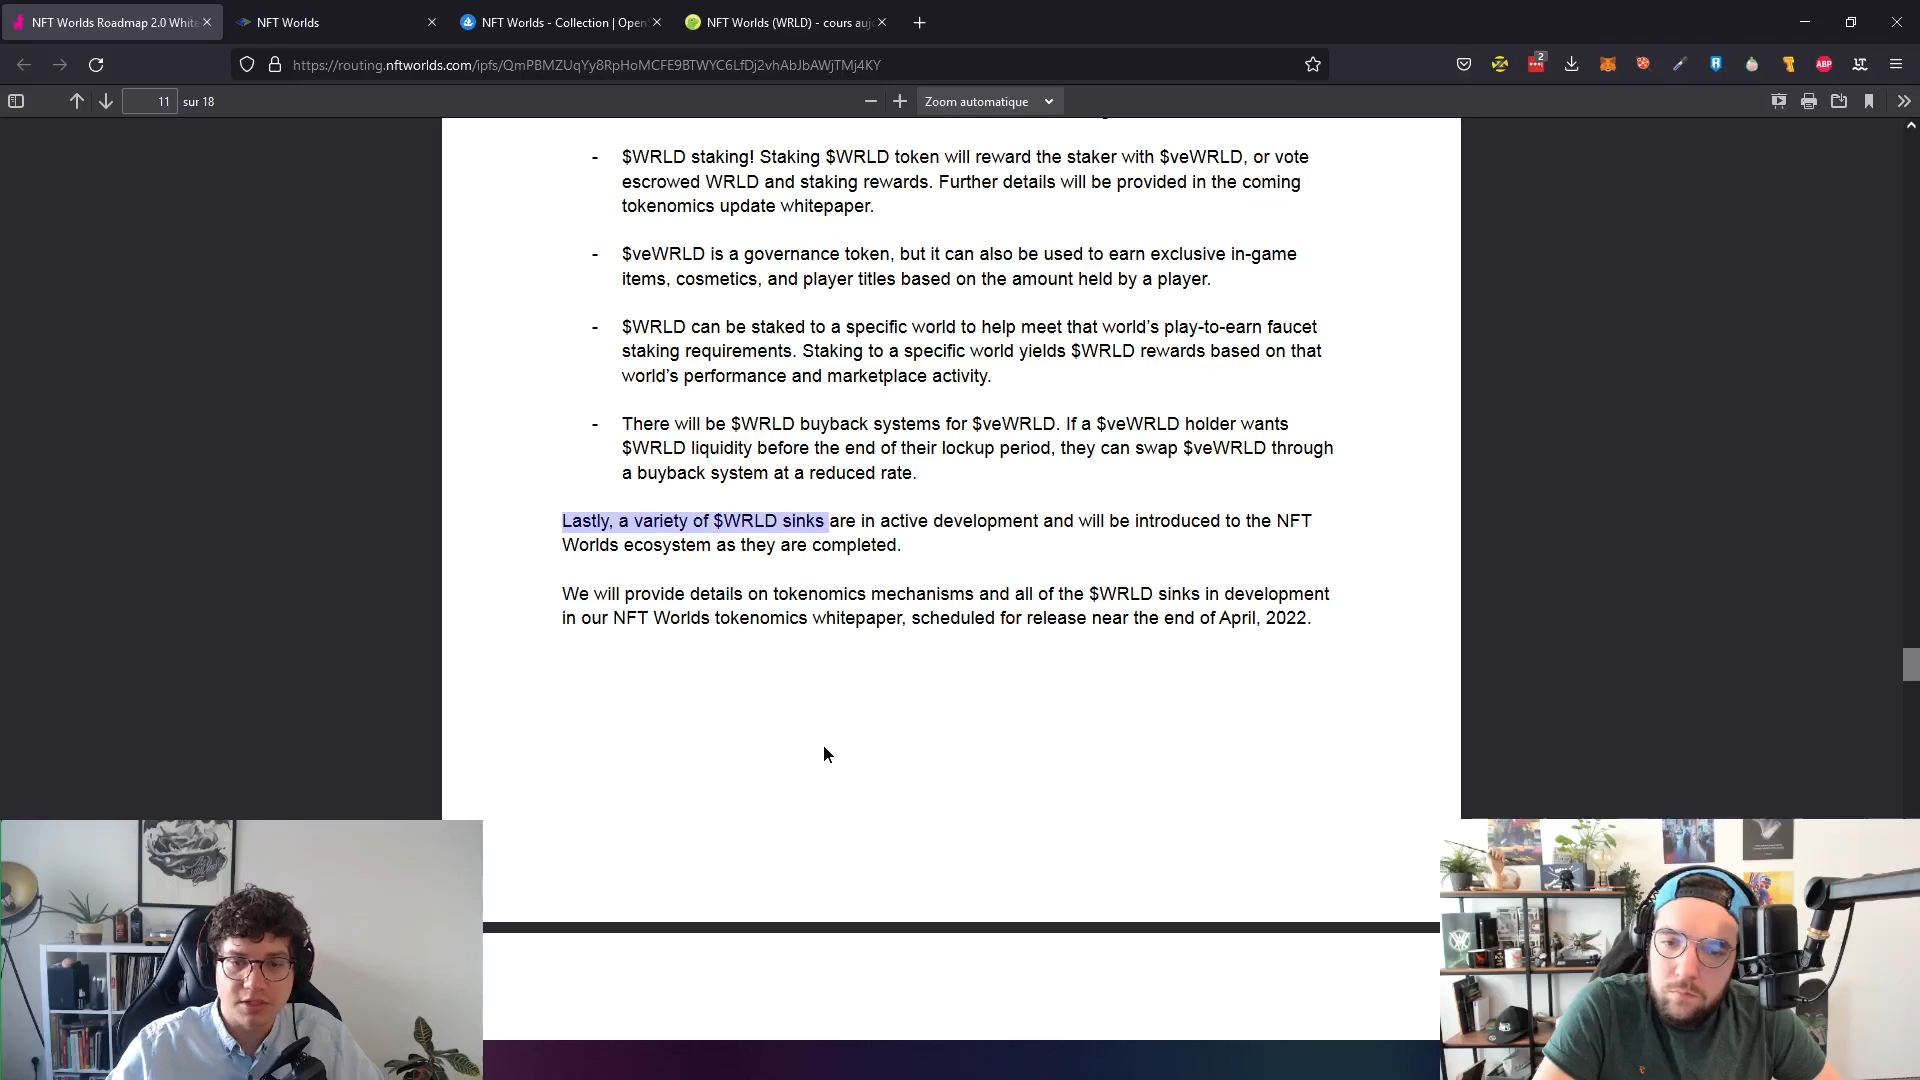 NFT Worlds Roadmap 2.0 White
NFT Worlds
NFT Worlds - Collection | Open
NFT Worlds (WRLD) - cours auj
https://routing.nftworlds.com/ipfs/QmPBMZUqYy8RpHoMCFE9BTWYC6LfDj2vhAbJbAWjTMj4KY
2
ABP
11 sur 18
Zoom automatique
- $WRLD staking! Staking $WRLD token will reward the staker with $veWRLD, or vote
escrowed WRLD and staking rewards. Further details will be provided in the coming
tokenomics update whitepaper.
- $veWRLD is a governance token, but it can also be used to earn exclusive in-game
items, cosmetics, and player titles based on the amount held by a player.
- $WRLD can be staked to a specific world to help meet that world's play-to-earn faucet
staking requirements. Staking to a specific world yields $WRLD rewards based on that
world's performance and marketplace activity.
- There will be $WRLD buyback systems for $veWRLD. If a $veWRLD holder wants
$WRLD liquidity before the end of their lockup period, they can swap $veWRLD through
a buyback system at a reduced rate.
Lastly, a variety of $WRLD sinks are in active development and will be introduced to the NFT
Worlds ecosystem as they are completed.
We will provide details on tokenomics mechanisms and all of the $WRLD sinks in development
in our NFT Worlds tokenomics whitepaper, scheduled for release near the end of April, 2022.